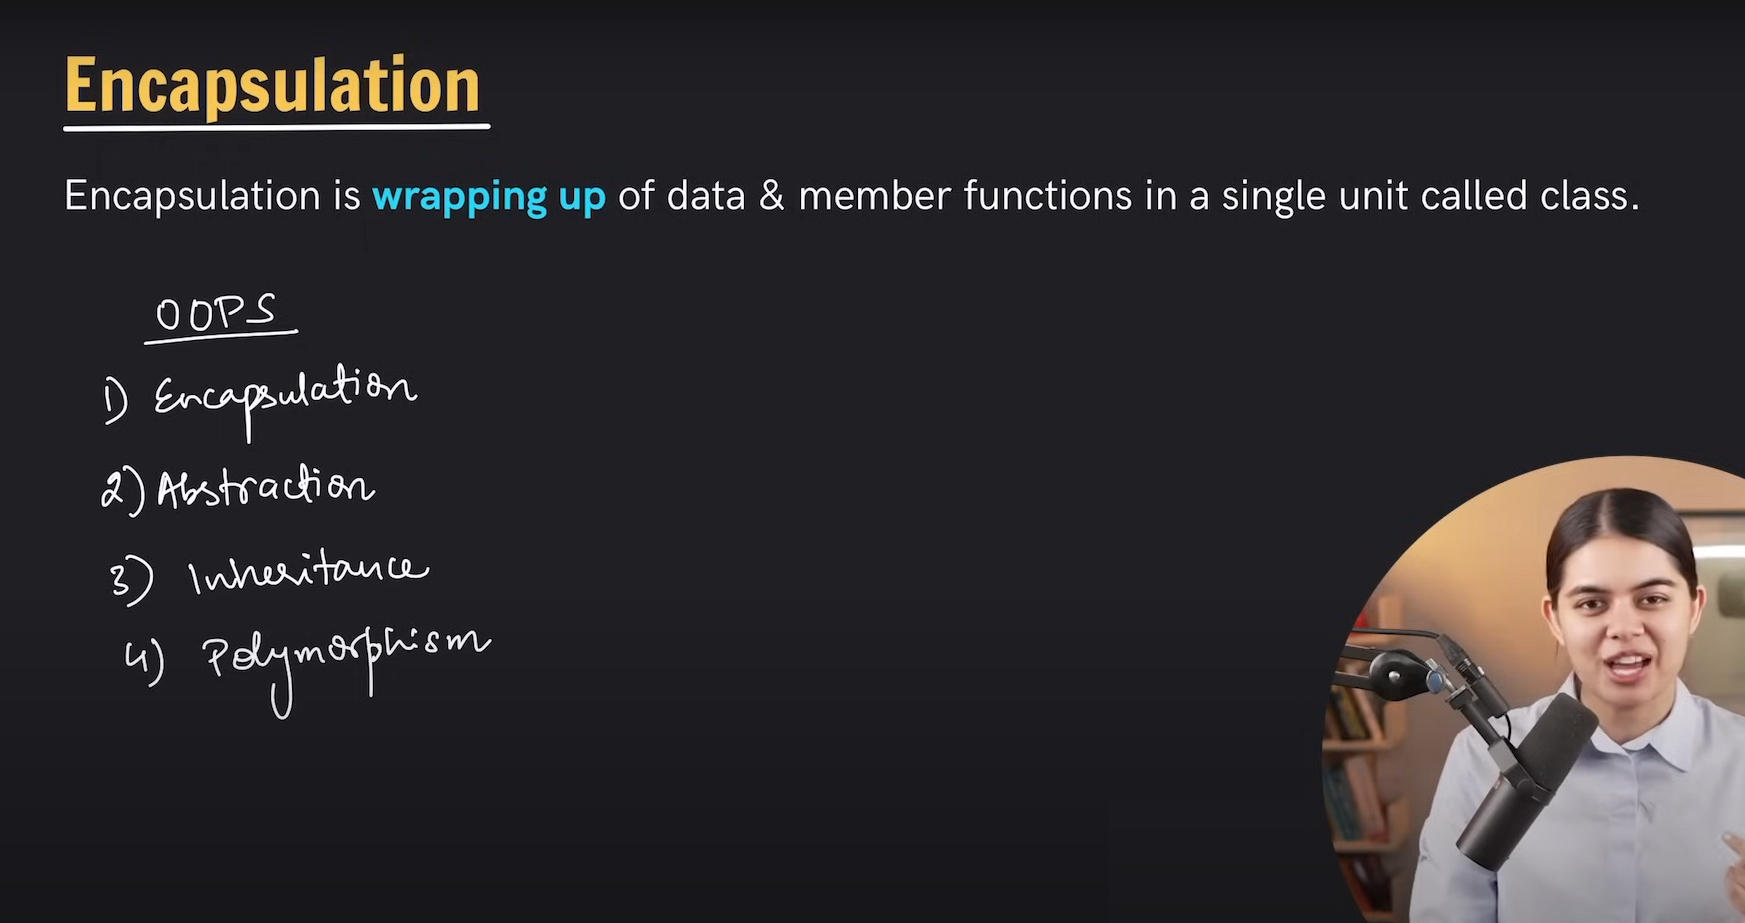 Encapsulation
Encapsulation is wrapping up of data & member functions in a single unit called class.
OOPS
1) Encapsulation
2) Abstraction
3) Inheritance
4) Polymorphism